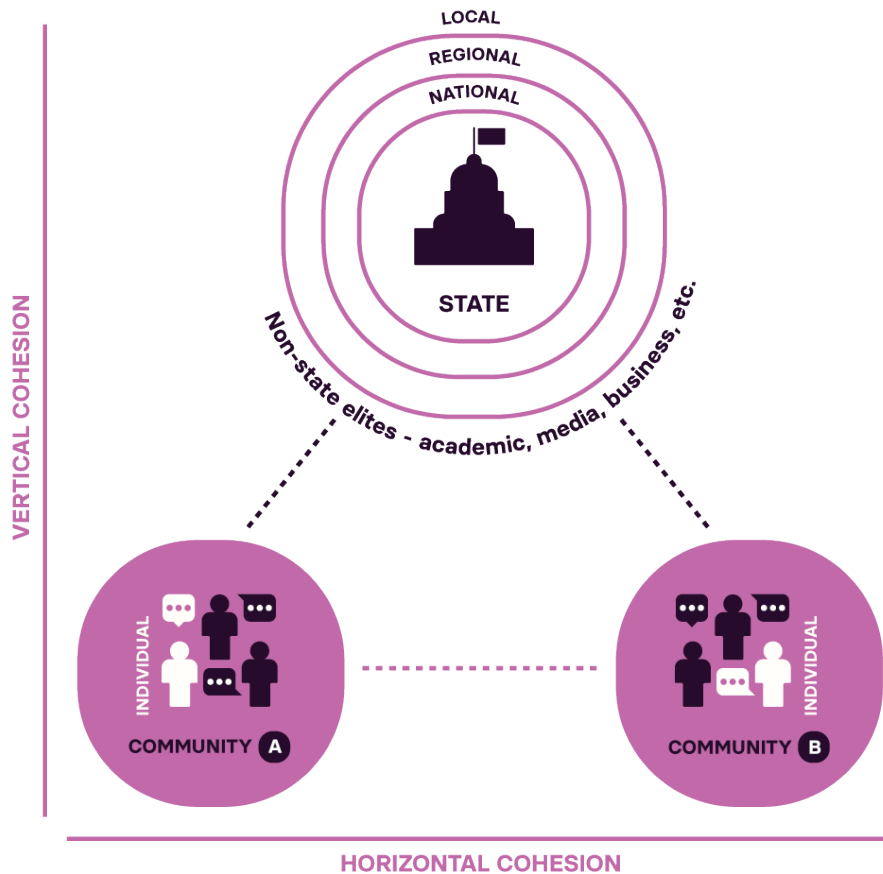 LOCAL
REGIONAL
NATIONAL
STATE
Non-state elites - academic, media, business, etc.
VERTICAL COHESION
INDIVIDUAL
COMMUNITY A
INDIVIDUAL
COMMUNITY B
HORIZONTAL COHESION